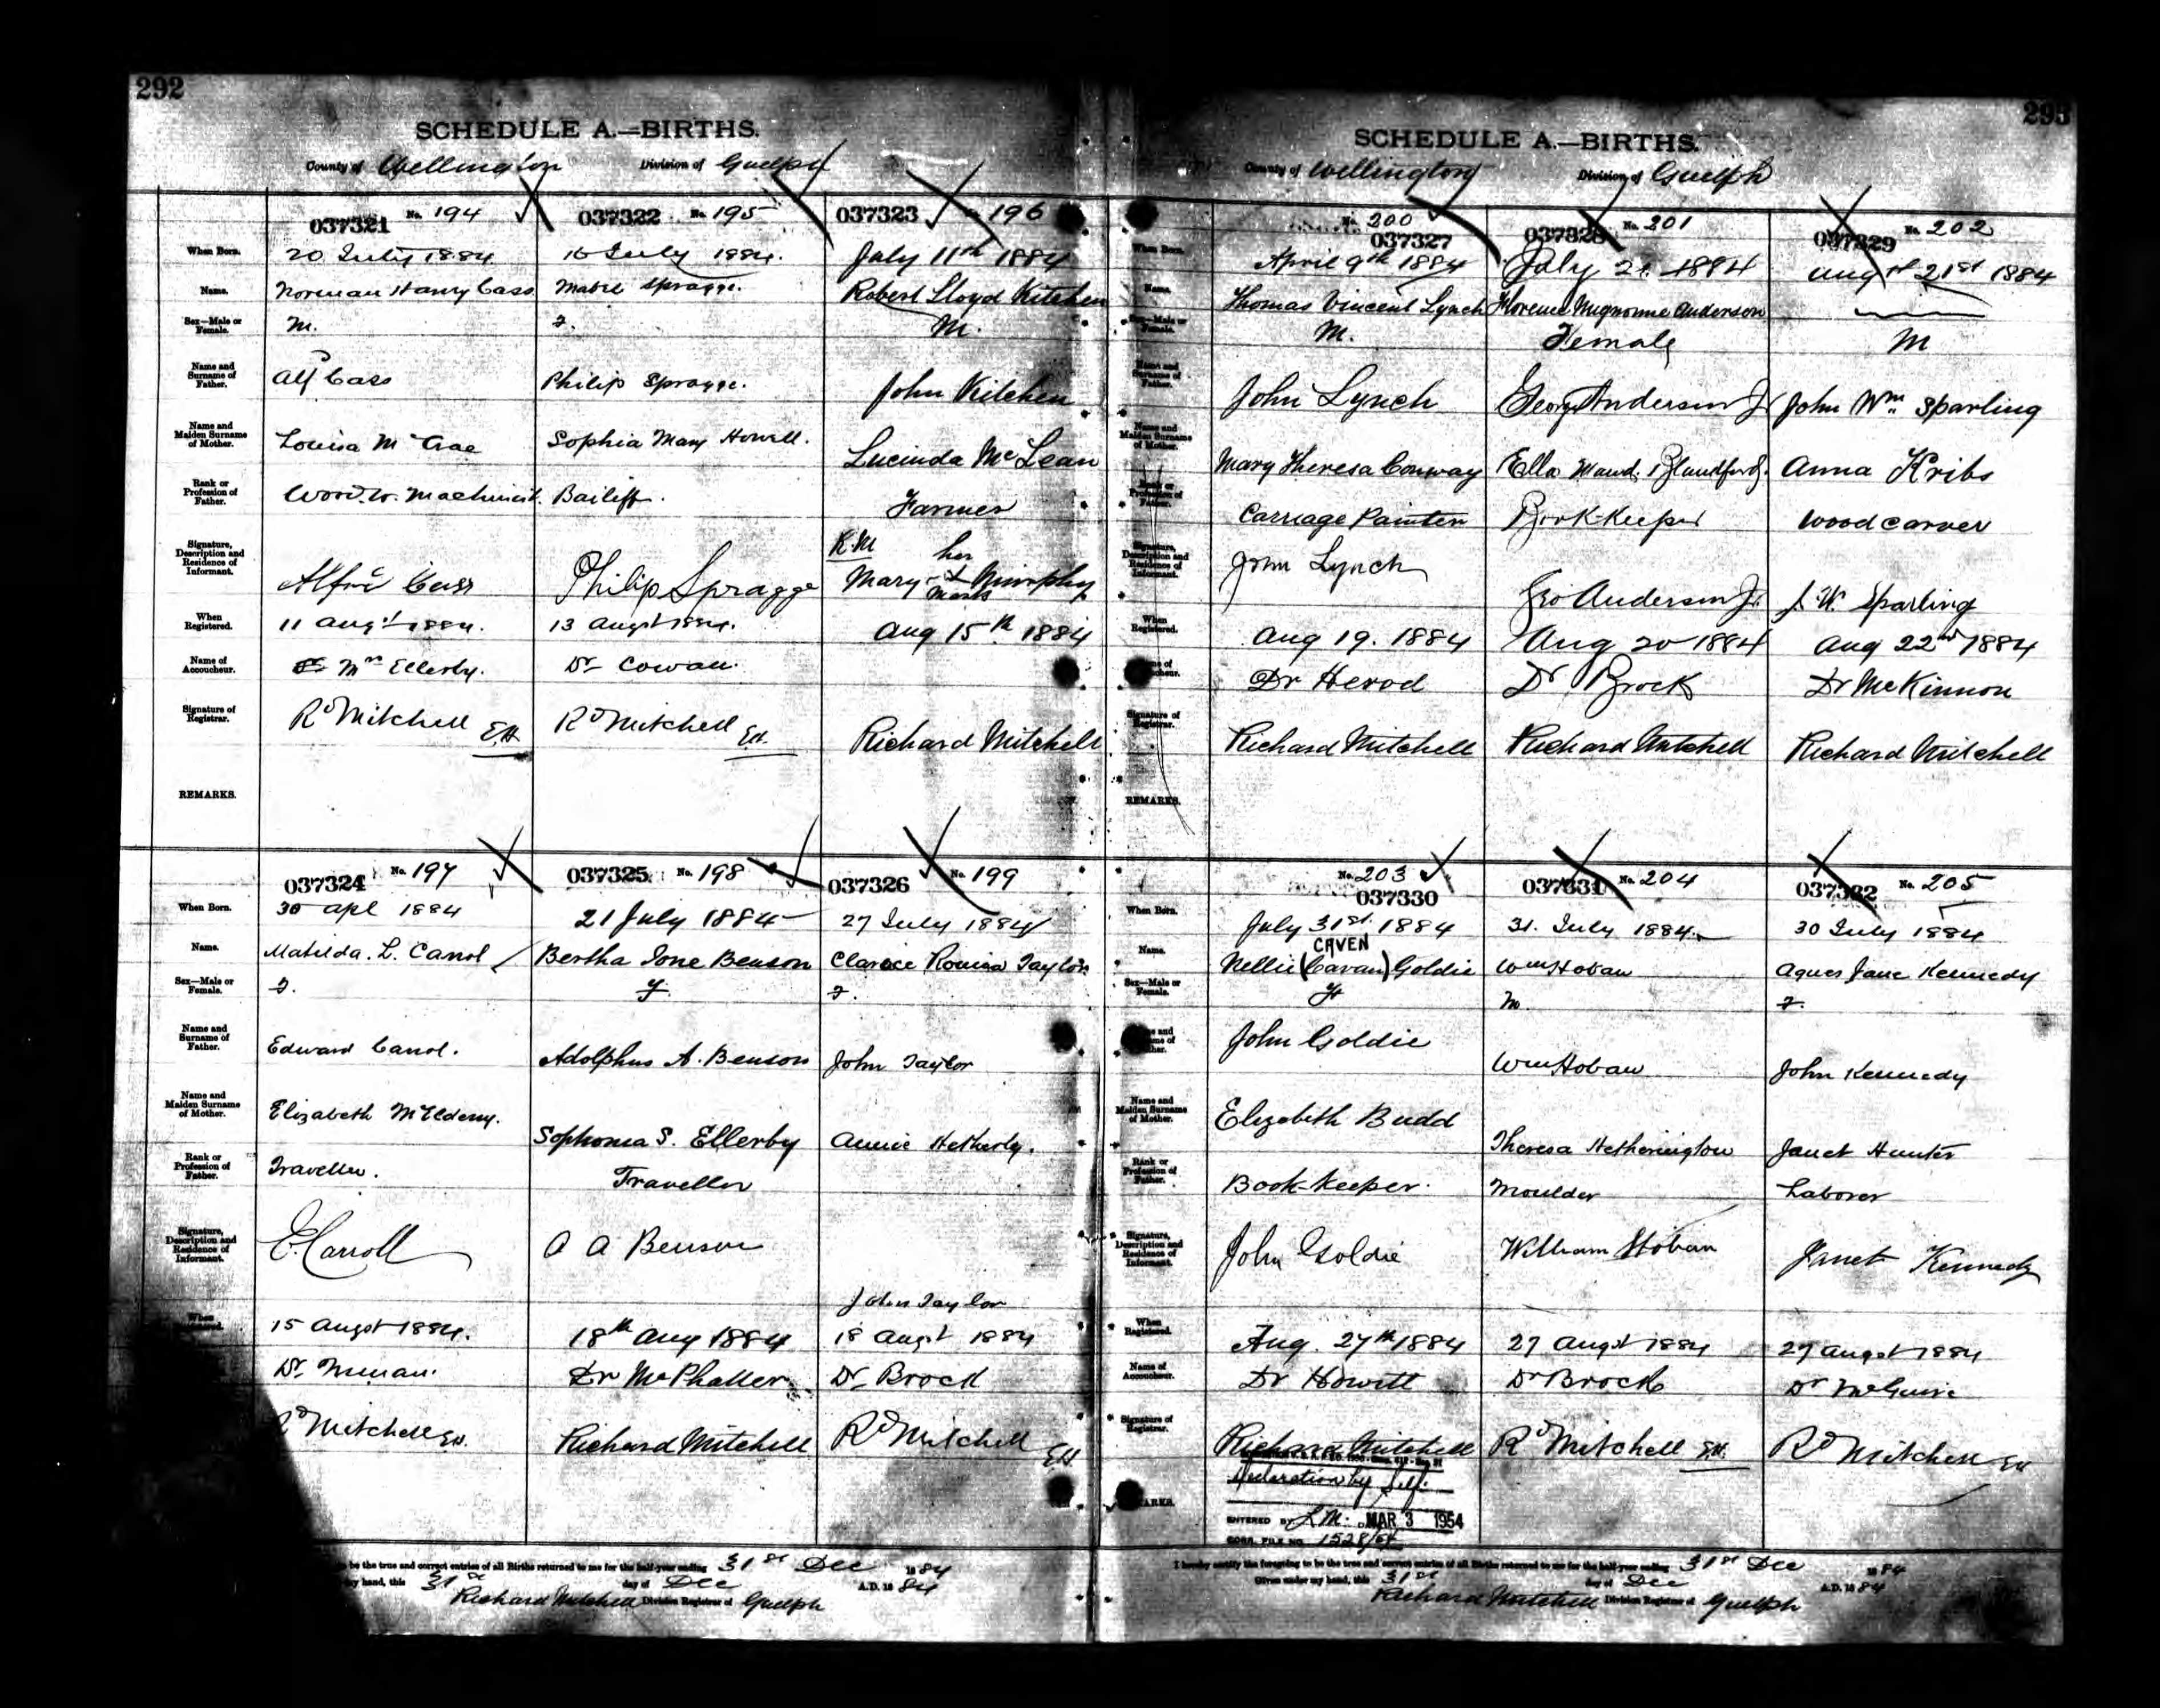 292
SCHEDULE A.—BIRTHS.
County of Wellington Division of Guelph
037321 No. 194 037322 No. 195 037323 196
When Born. 20 July 1884 16 July 1884. July 11th 1884
Name. Norman Harry Cass Mabel Spragge. Robert Lloyd Kitchen
Sex—Male or Female. M. F. M.
Name and Surname of Father. Alf Cass Philip Spragge. John Kitchen
Name and Maiden Surname of Mother. Louisa McCrae Sophia Mary Howell. Lucinda McLean
Rank or Profession of Father. Wood.W. Machinist. Bailiff. Farmer
Signature, Description and Residence of Informant. Alfred Cass Philip Spragge K.M Mary her X mark Murphy
When Registered. 11 Augst 1884. 13 Augst 1884. Aug 15th 1884
Name of Accoucheur. Mrs Ellerby. Dr Cowan.
Signature of Registrar. Rd Mitchell EH Rd Mitchell EH. Richard Mitchell
REMARKS.
037324 No. 197 037325 No. 198 037326 No. 199
When Born. 30 Apl 1884 21 July 1884 27 July 1884
Name. Matilda. L. Carrol Bertha Ione Benson Clarice Taylor
Sex—Male or Female. F. F F.
Name and Surname of Father. Edward Carrol. Adolphus A. Benson John Taylor
Name and Maiden Surname of Mother. Elizabeth McElderry. Sophonia S. Ellerby Annie Hetherly.
Rank or Profession of Father. Traveller. Traveller
Signature, Description and Residence of Informant. E. Carroll A A Benson John Taylor
When 15 Augst 1884. 18th Aug 1884 18 Augst 1884
Dr Dr Dr Brock
Rd Mitchell EH. Richard Mitchell Rd Mitchell EH
be the true and correct entries of all Births returned to me for the half-year ending 31st Dec 1884
my hand, this 31st day of Dec A.D. 1884
Richard Mitchell Division Registrar of Guelph
293
SCHEDULE A.—BIRTHS.
County of Wellington Division of Guelph
No. 200 037327 037328 No. 201 037329 No. 202
When Born. April 9th 1884 July 21. 1884 Augst 21st 1884
Name. Thomas Vincent Lynch Florence Mignonne Anderson
Sex—Male or Female. M. Female M
Name and Surname of Father. John Lynch George Anderson Jr John Wm Sparling
Name and Maiden Surname of Mother. Mary Theresa Conway Ella Maud. Blandford. Anna Kribs
Rank or Profession of Father. Carriage Painter Book-Keeper Wood carver
Signature, Description and Residence of Informant. John Lynch Geo Anderson Jr. J. W. Sparling
When Registered. Aug 19. 1884 Aug 20 1884 Aug 22nd 1884
Dr Herod Dr Brock Dr McKinnon
Signature of Registrar. Richard Mitchell Richard Mitchell Richard Mitchell
REMARKS.
No. 203 037330 037331 No. 204 037332 No. 205
When Born. July 31st. 1884 31. July 1884. 30 July 1884
CAVEN
Name. Nellie (Cavan) Goldie Wm Hoban Agnes Jane Kennedy
Sex—Male or Female. F M. F.
John Goldie Wm Hoban John Kennedy
Name and Maiden Surname of Mother. Elizabeth Budd Theresa Hetherington Janet Hunter
Rank or Profession of Father. Book-Keeper. Moulder Laborer
Signature, Description and Residence of Informant. John Goldie William Hoban Janet Kennedy
When Registered. Aug. 27th 1884 27 Augst 1884 27 Augst 1884
Name of Accoucheur. Dr Howitt Dr Brock Dr McGuire
Signature of Registrar. Richard Mitchell Rd Mitchell EH. Rd Mitchell EH
Declaration by Self.
ENTERED BY L.M. MAR 3 1954
CORR. FILE NO. 1528/54
I hereby certify the foregoing to be the true and correct entries of all Births returned to me for the half-year ending 31st Dec 1884
Given under my hand, this 31st day of Dec A.D. 1884
Richard Mitchell Division Registrar of Guelph